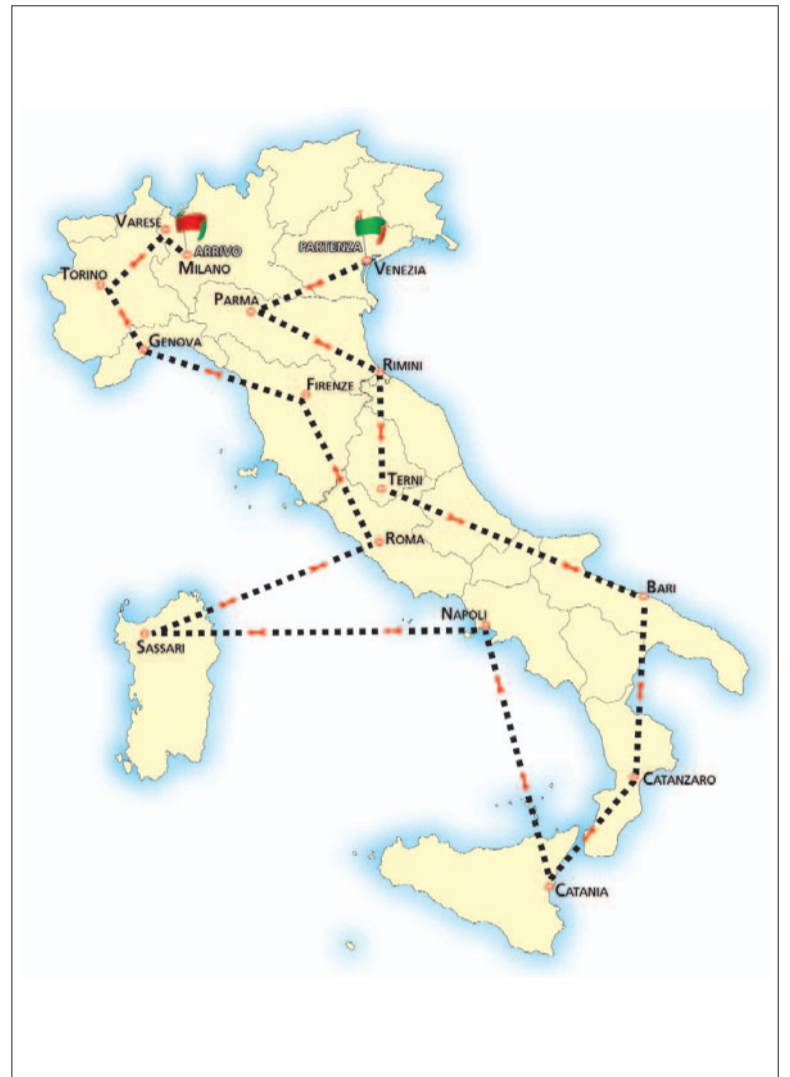 VARESE
ARRIVO
MILANO
PARTENZA
VENEZIA
TORINO
PARMA
GENOVA
RIMINI
FIRENZE
TERNI
ROMA
BARI
NAPOLI
SASSARI
CATANZARO
CATANIA